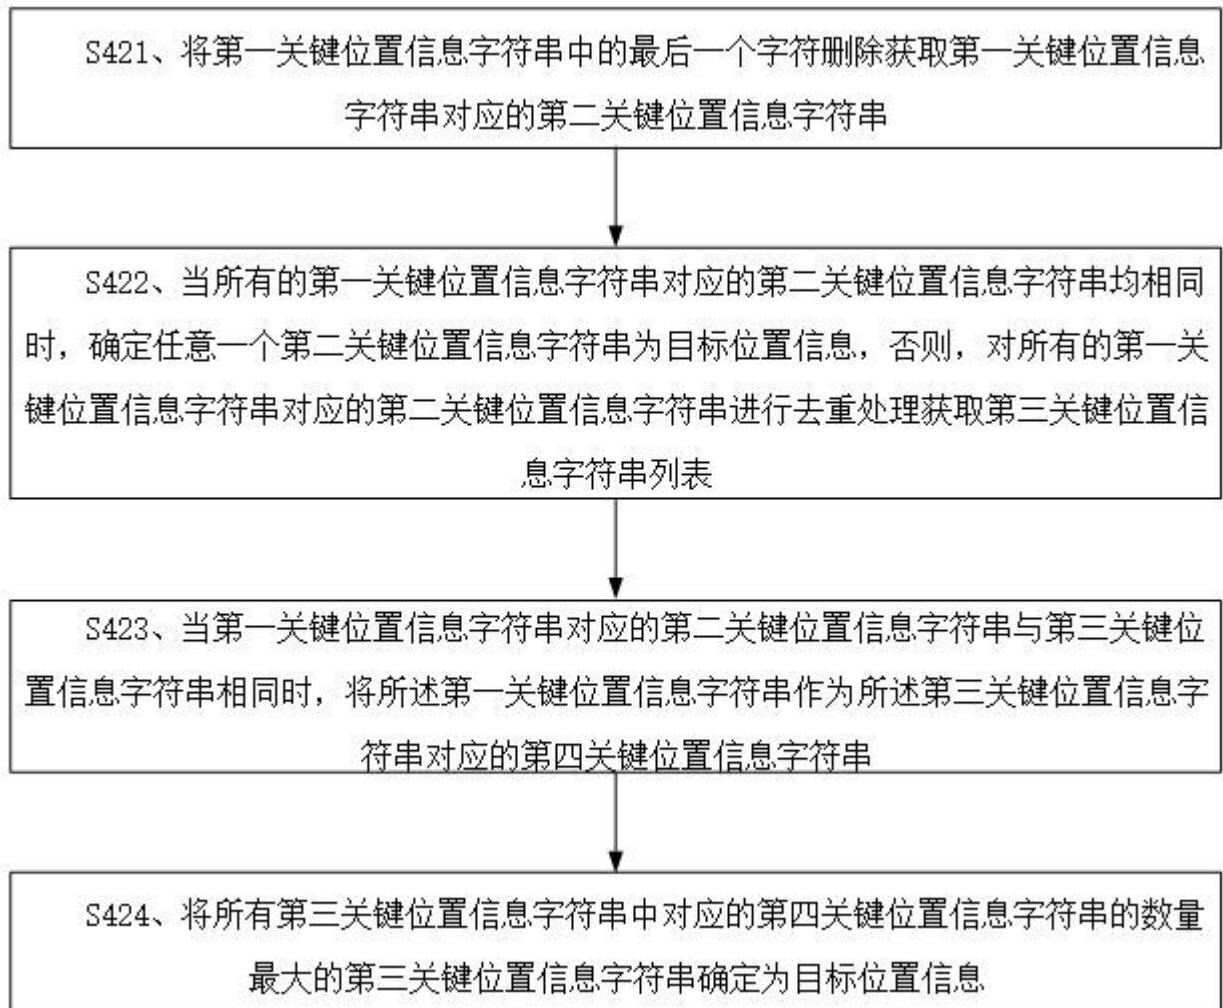 S421、将第一关键位置信息字符串中的最后一个字符删除获取第一关键位置信息
字符串对应的第二关键位置信息字符串
S422、当所有的第一关键位置信息字符串对应的第二关键位置信息字符串均相同
时，确定任意一个第二关键位置信息字符串为目标位置信息，否则，对所有的第一关
键位置信息字符串对应的第二关键位置信息字符串进行去重处理获取第三关键位置信
息字符串列表
S423、当第一关键位置信息字符串对应的第二关键位置信息字符串与第三关键位
置信息字符串相同时，将所述第一关键位置信息字符串作为所述第三关键位置信息字
符串对应的第四关键位置信息字符串
S424、将所有第三关键位置信息字符串中对应的第四关键位置信息字符串的数量
最大的第三关键位置信息字符串确定为目标位置信息